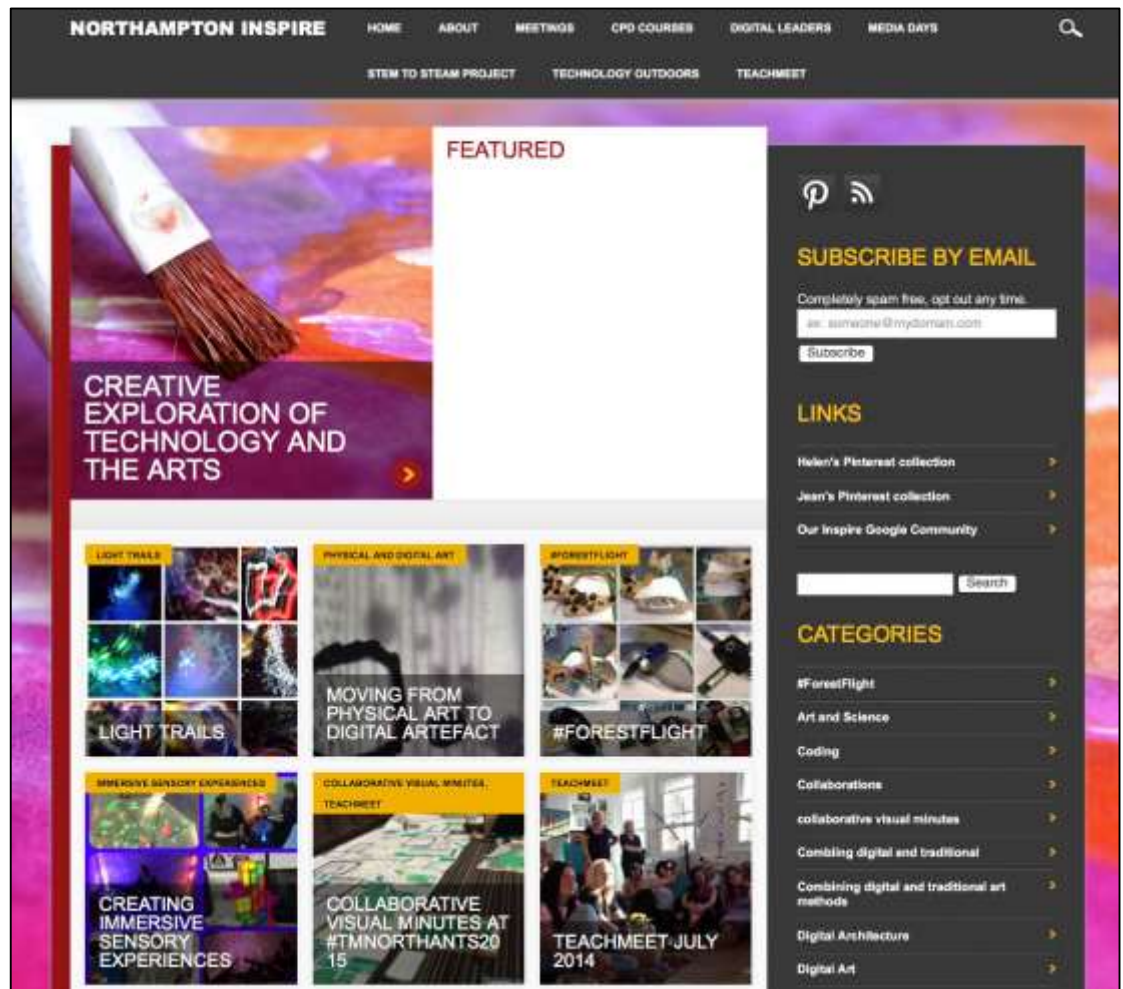 NORTHAMPTON INSPIRE
HOME ABOUT MEETINGS CPD COURSES DIGITAL LEADERS MEDIA DAYS
STEM TO STEAM PROJECT TECHNOLOGY OUTDOORS TEACHMEET
FEATURED
CREATIVE
EXPLORATION OF
TECHNOLOGY AND
THE ARTS
LIGHT TRAILS
LIGHT TRAILS
PHYSICAL AND DIGITAL ART
MOVING FROM
PHYSICAL ART TO
DIGITAL ARTEFACT
#FORESTFLIGHT
#FORESTFLIGHT
IMMERSIVE SENSORY EXPERIENCES
CREATING
IMMERSIVE
SENSORY
EXPERIENCES
COLLABORATIVE VISUAL MINUTES,
TEACHMEET
COLLABORATIVE
VISUAL MINUTES AT
#TMNORTHANTS20
15
TEACHMEET
TEACHMEET JULY
2014
SUBSCRIBE BY EMAIL
Completely spam free, opt out any time.
ex. someone@mydomain.com
Subscribe
LINKS
Helen's Pinterest collection
Jean's Pinterest collection
Our Inspire Google Community
Search
CATEGORIES
#ForestFlight
Art and Science
Coding
Collaborations
collaborative visual minutes
Combing digital and traditional
Combining digital and traditional art
methods
Digital Architecture
Digital Art